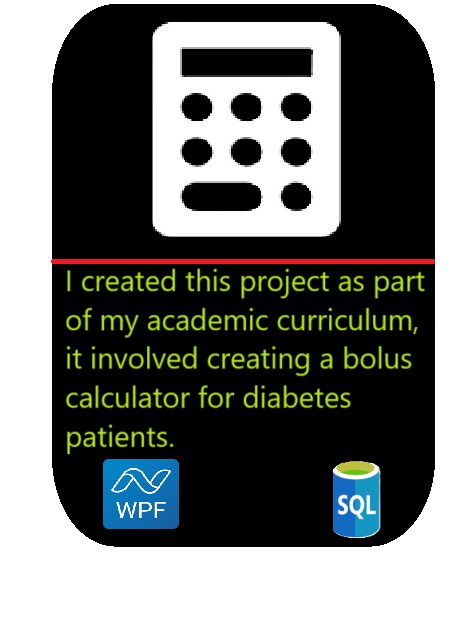 I created this project as part
of my academic curriculum,
it involved creating a bolus
calculator for diabetes
patients.
WPF
SQL